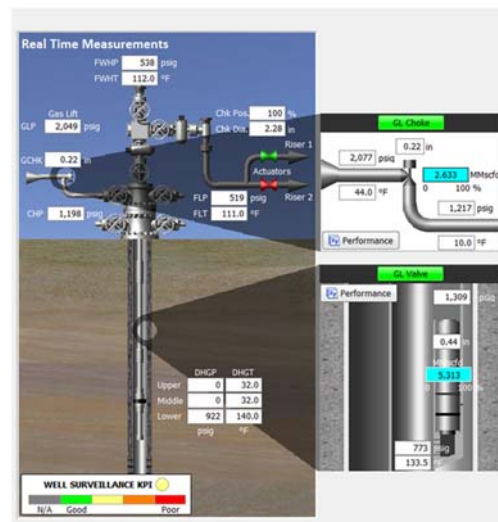 Real Time Measurements
FWHP 538 psig
FWHT 112.0 °F
Gas Lift
GLP 2,049 psig
Chk Pos. 100 %
Chk Dia. 2.28 in
GCHK 0.22 in
Riser 1
Actuators
Riser 2
FLP 519 psig
FLT 111.0 °F
CHP 1,198 psig
GL Choke
0.22 in
2,077 psig
2.633 MMscfd
0 100 %
44.0 °F
1,217 psig
10.0 °F
Performance
GL Valve
Performance
1,309 psig
0.44 in
MMscfd
5.313
0 100 %
773 psig
133.5 °F
DHGP DHGT
Upper 0 32.0
Middle 0 32.0
Lower 922 140.0
psig °F
WELL SURVEILLANCE KPI
N/A Good Poor